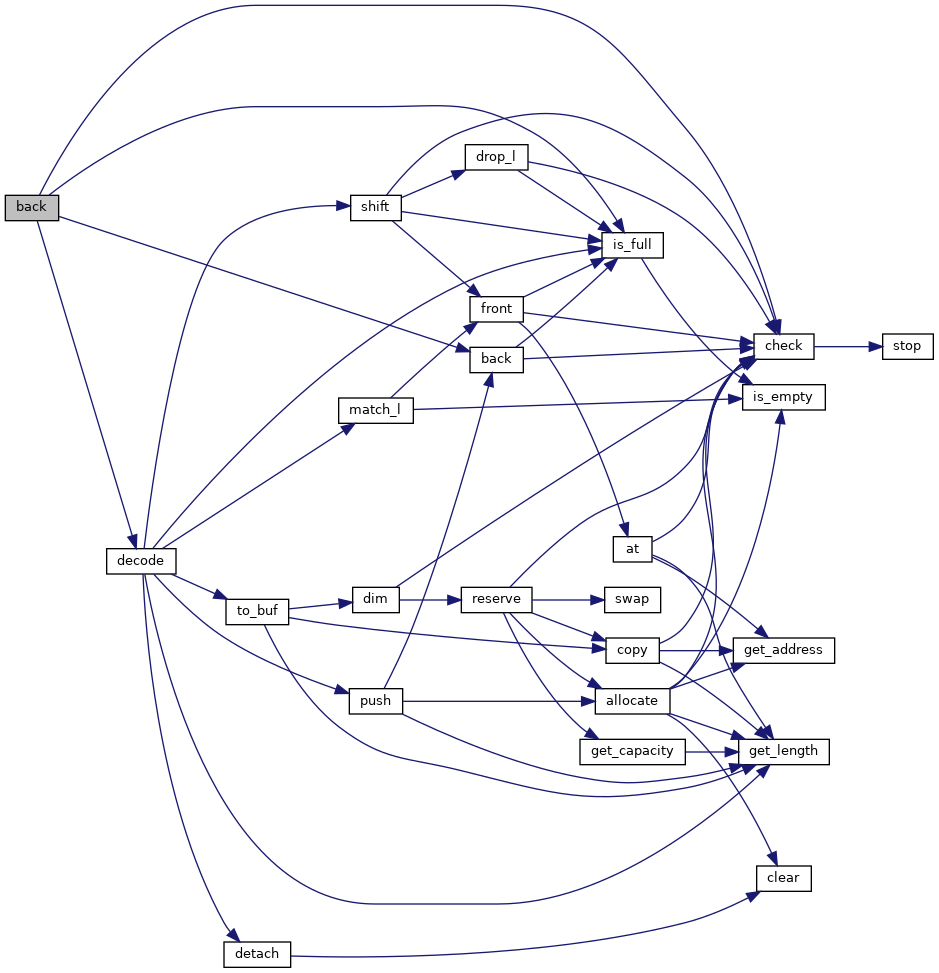 back
decode
shift
match_l
to_buf
dim
push
detach
drop_l
front
back
reserve
is_full
at
swap
copy
allocate
get_capacity
check
is_empty
get_address
get_length
clear
stop